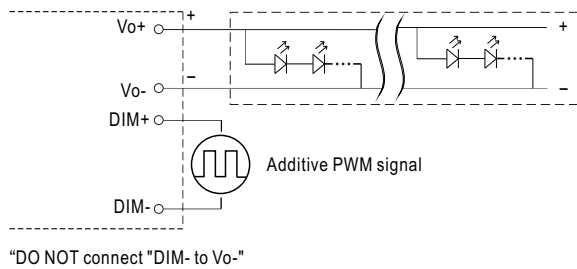 Vo+
+
+
Vo-
−
−
DIM+
Additive PWM signal
DIM-
“DO NOT connect "DIM- to Vo-"